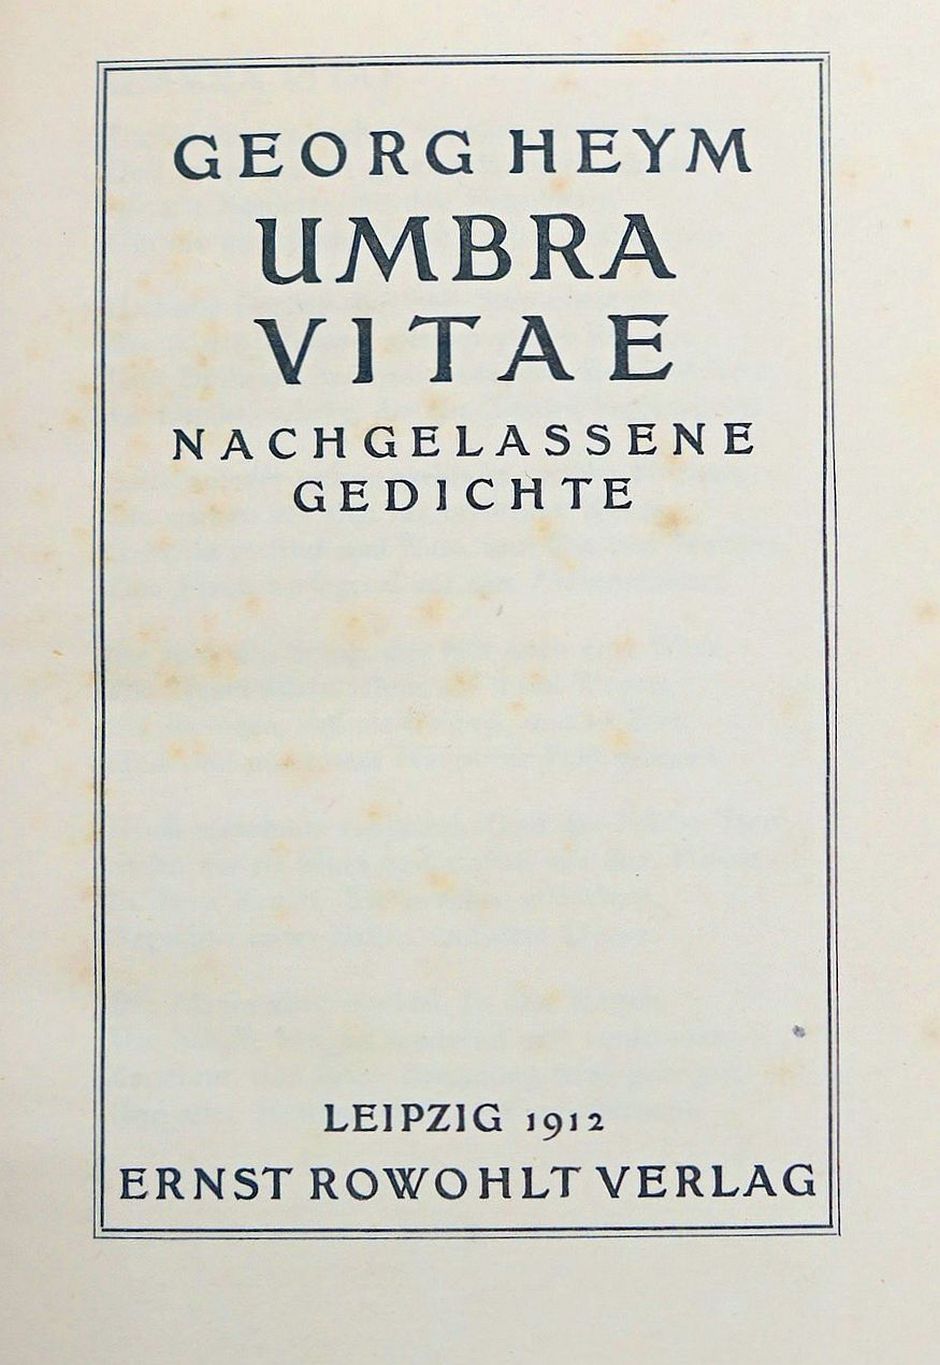 GEORG HEYM
UMBRA
VITAE
NACHGELASSENE
GEDICHTE
LEIPZIG 1912
ERNST ROWOHLT VERLAG